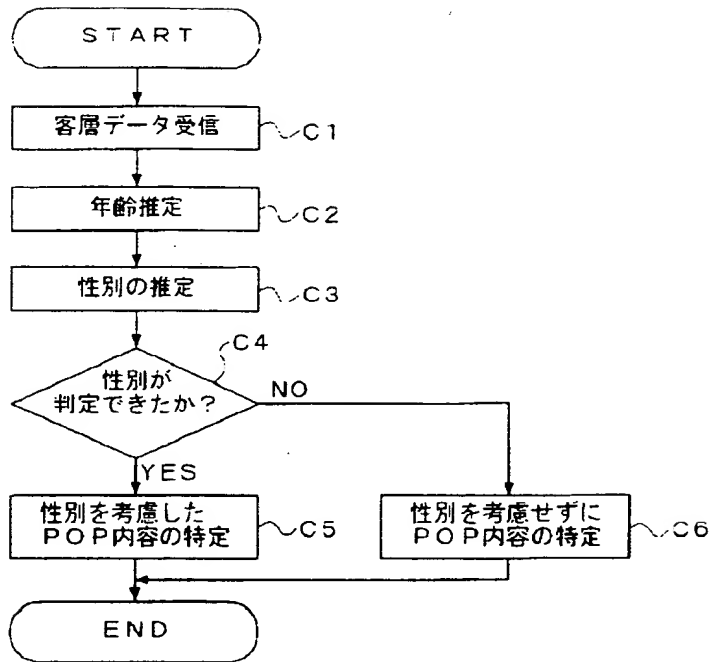 START
客層データ受信
C1
年齢推定
C2
性別の推定
C3
C4
性別が
判定できたか?
NO
YES
性別を考慮した
POP内容の特定
C5
性別を考慮せずに
POP内容の特定
C6
END